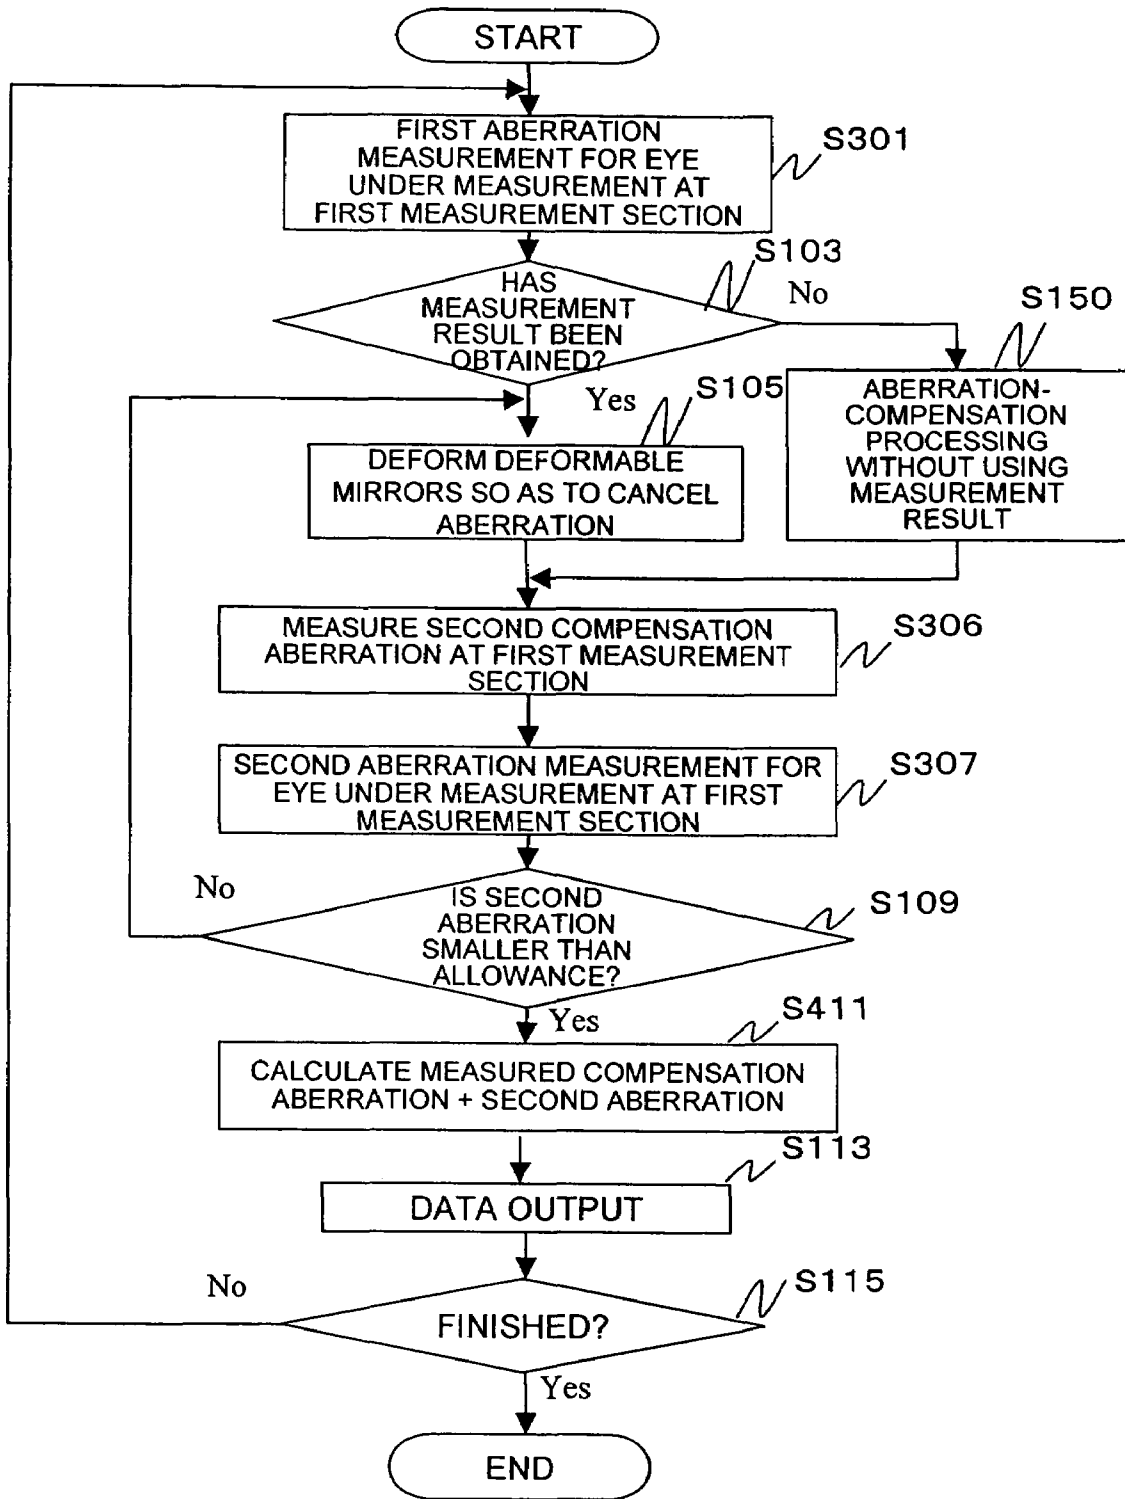 START
FIRST ABERRATION
MEASUREMENT FOR EYE
UNDER MEASUREMENT AT
FIRST MEASUREMENT SECTION
S301
HAS
MEASUREMENT
RESULT BEEN
OBTAINED?
S103
No
S150
Yes
S105
ABERRATION-
COMPENSATION
PROCESSING
WITHOUT USING
MEASUREMENT
RESULT
DEFORM DEFORMABLE
MIRRORS SO AS TO CANCEL
ABERRATION
MEASURE SECOND COMPENSATION
ABERRATION AT FIRST MEASUREMENT
SECTION
S306
SECOND ABERRATION MEASUREMENT FOR
EYE UNDER MEASUREMENT AT FIRST
MEASUREMENT SECTION
S307
No
IS SECOND
ABERRATION
SMALLER THAN
ALLOWANCE?
S109
Yes
S411
CALCULATE MEASURED COMPENSATION
ABERRATION + SECOND ABERRATION
S113
DATA OUTPUT
No
S115
FINISHED?
Yes
END